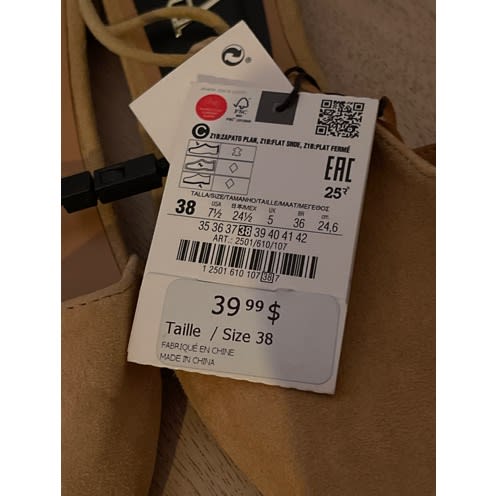 C Z1B:ZAPATO PLAN, Z1B:FLAT SHOE, Z1B:PLAT FERMÉ
FSC
EAC
25
TALLA/SIZE/TAMANHO/TAILLE/MAAT/ΜΕΓΕΘΟΣ
USA 日本/MEX UK BR cm
38 7½ 24½ 5 36 24,6
35 36 37 38 39 40 41 42
ART.: 2501/610/107
1 2501 610 107 38 7
39 99 $
Taille / Size 38
FABRIQUÉ EN CHINE
MADE IN CHINA